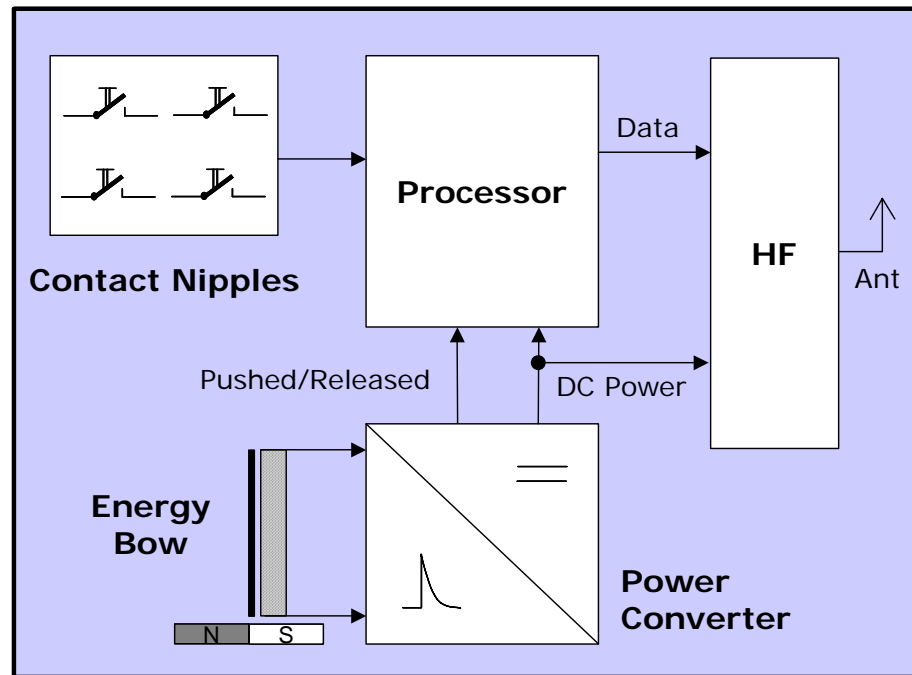 Data
Processor
HF
Contact Nipples
Ant
Pushed/Released
DC Power
Energy
Bow
Power
Converter
N
S